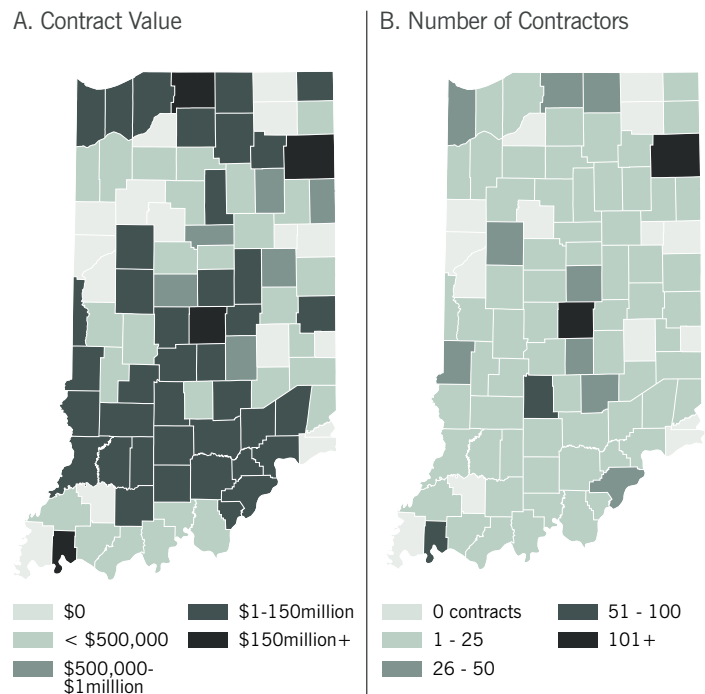 A. Contract Value
$0
< $500,000
$500,000-
$1milllion
$1-150million
$150million+
B. Number of Contractors
0 contracts
1 - 25
26 - 50
51 - 100
101+